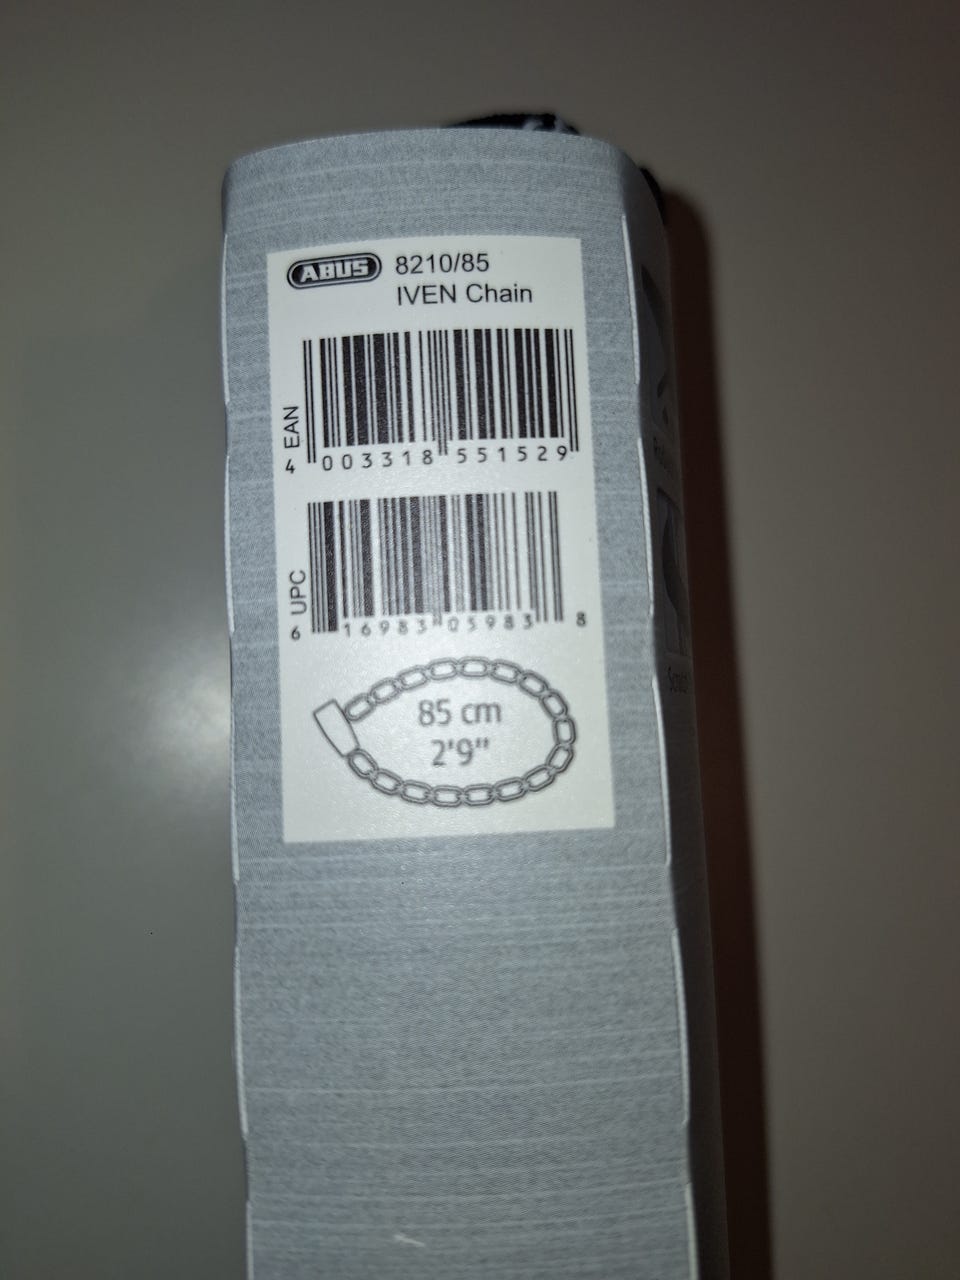 ABUS 8210/85
IVEN Chain
EAN
4 003318 551529
UPC
6 16983 05983 8
85 cm
2'9"